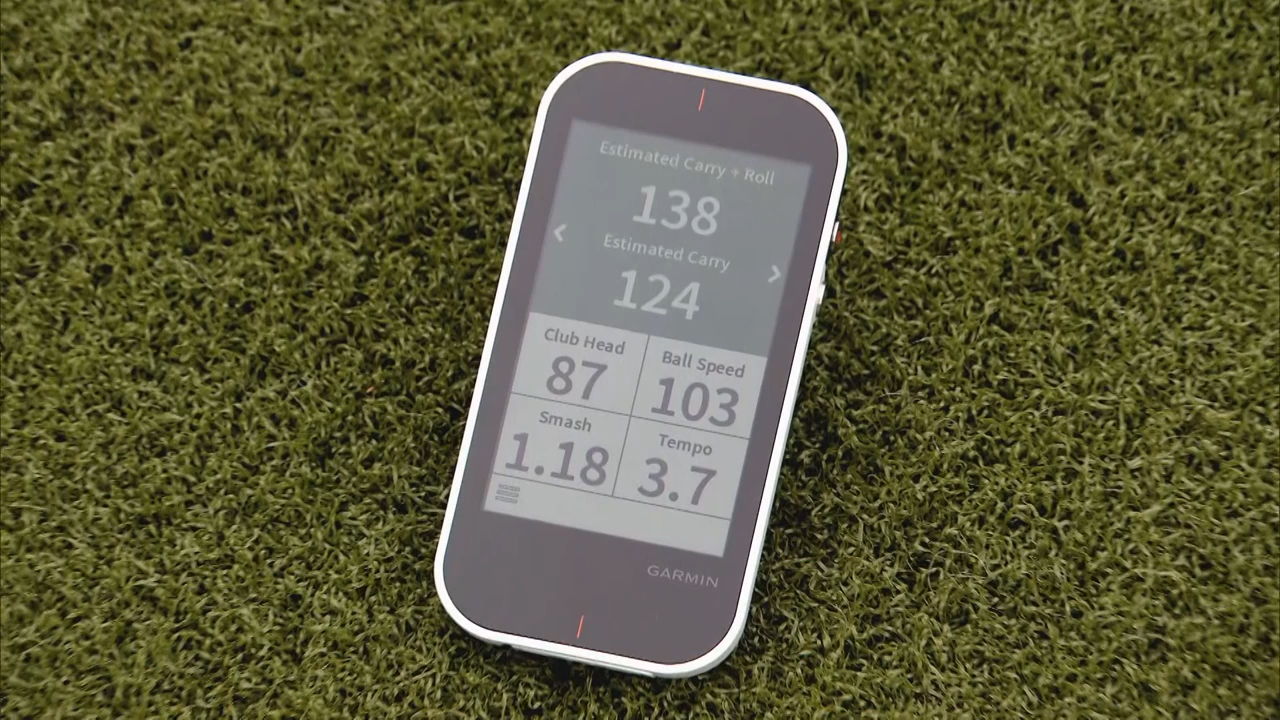 Estimated Carry + Roll
138
Estimated Carry
124
Club Head
87
Ball Speed
103
Smash
1.18
Tempo
3.7
GARMIN